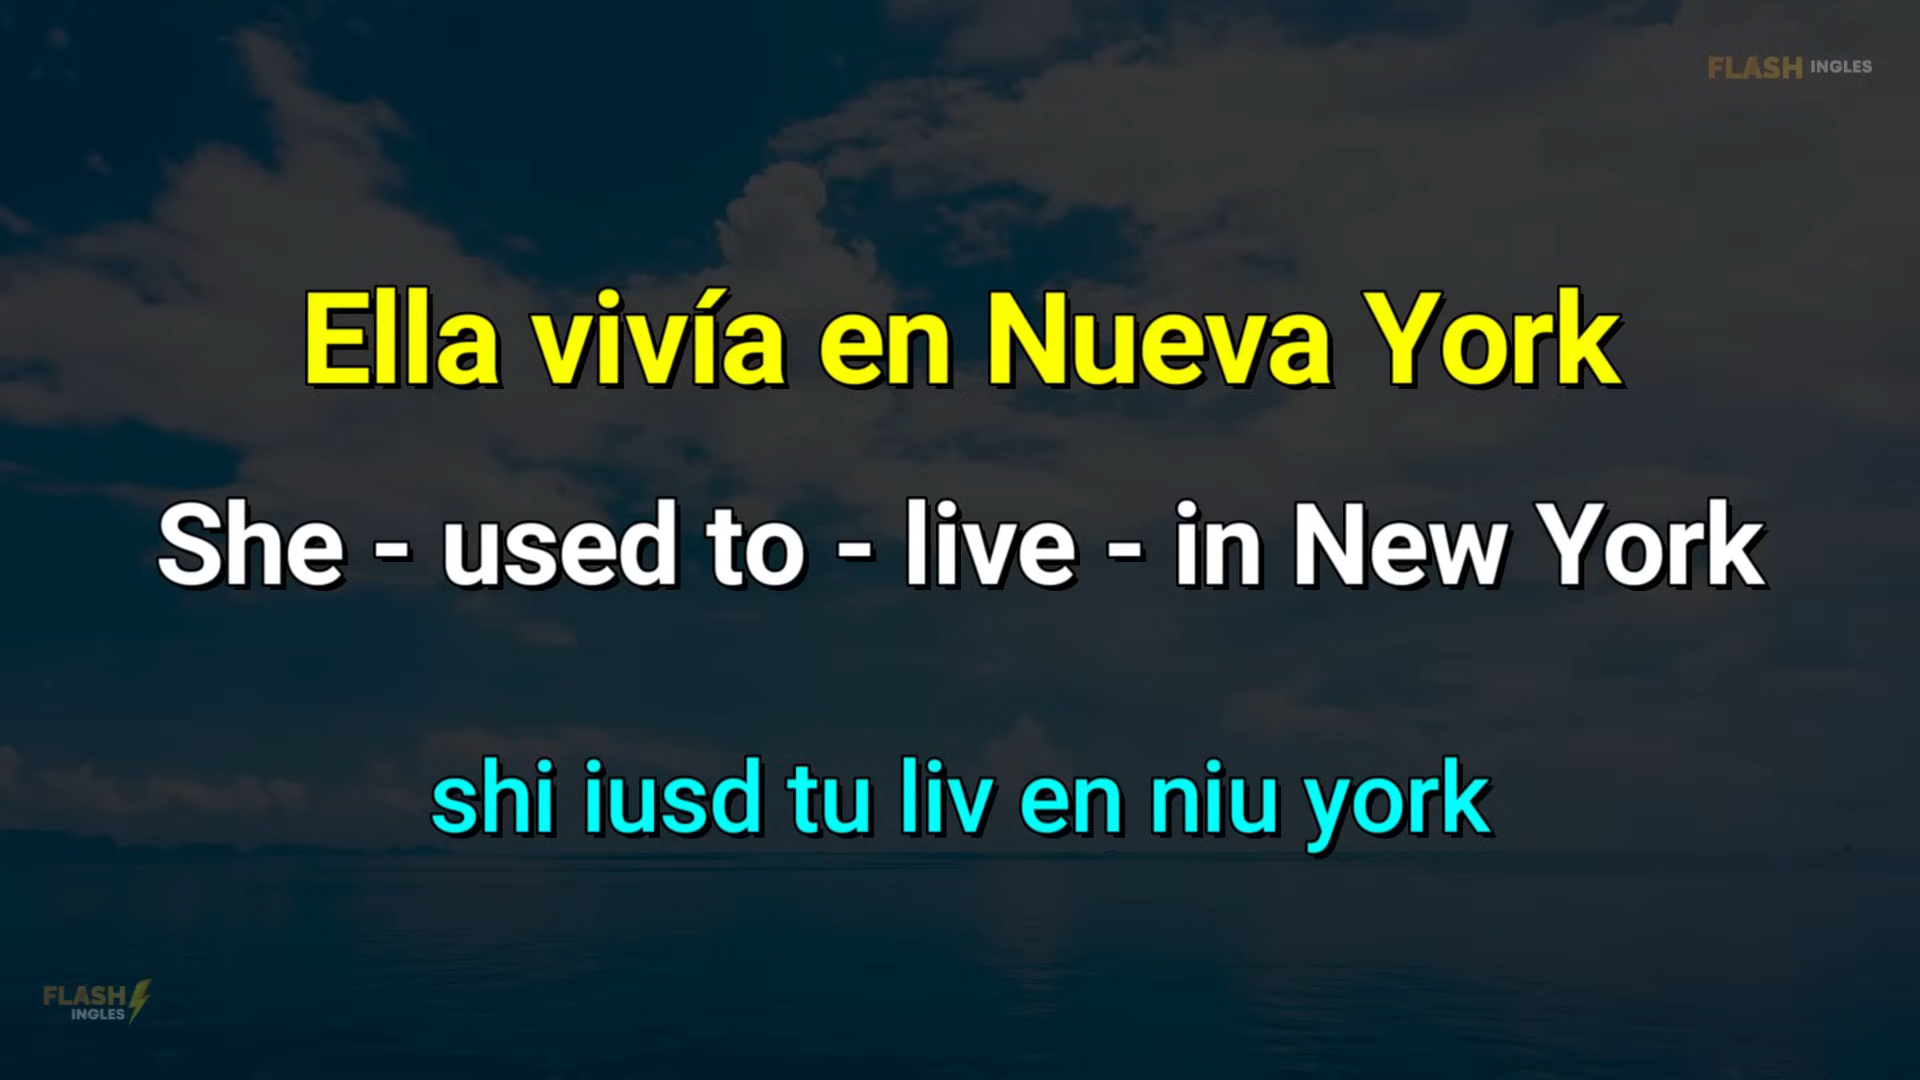 FLASH INGLES
Ella vivía en Nueva York
She - used to - live - in New York
shi iusd tu liv en niu york
FLASH
INGLES